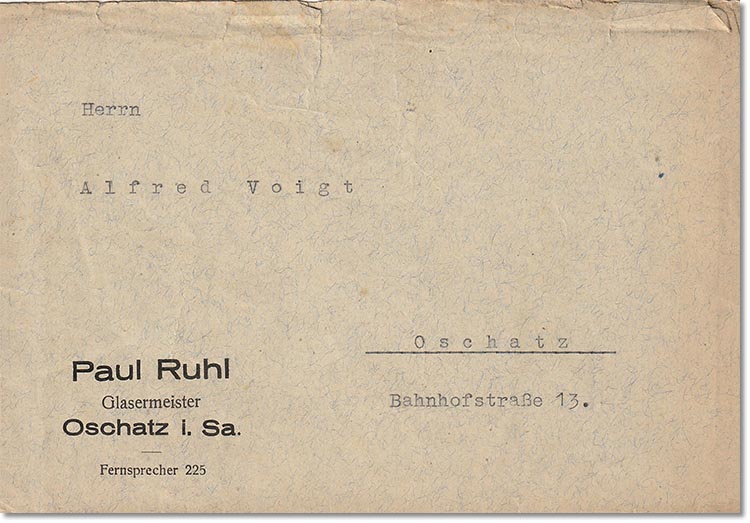 Herrn
Alfred Voigt
Oschatz
Bahnhofstraße 13.
Paul Ruhl
Glasermeister
Oschatz i. Sa.
Fernsprecher 225